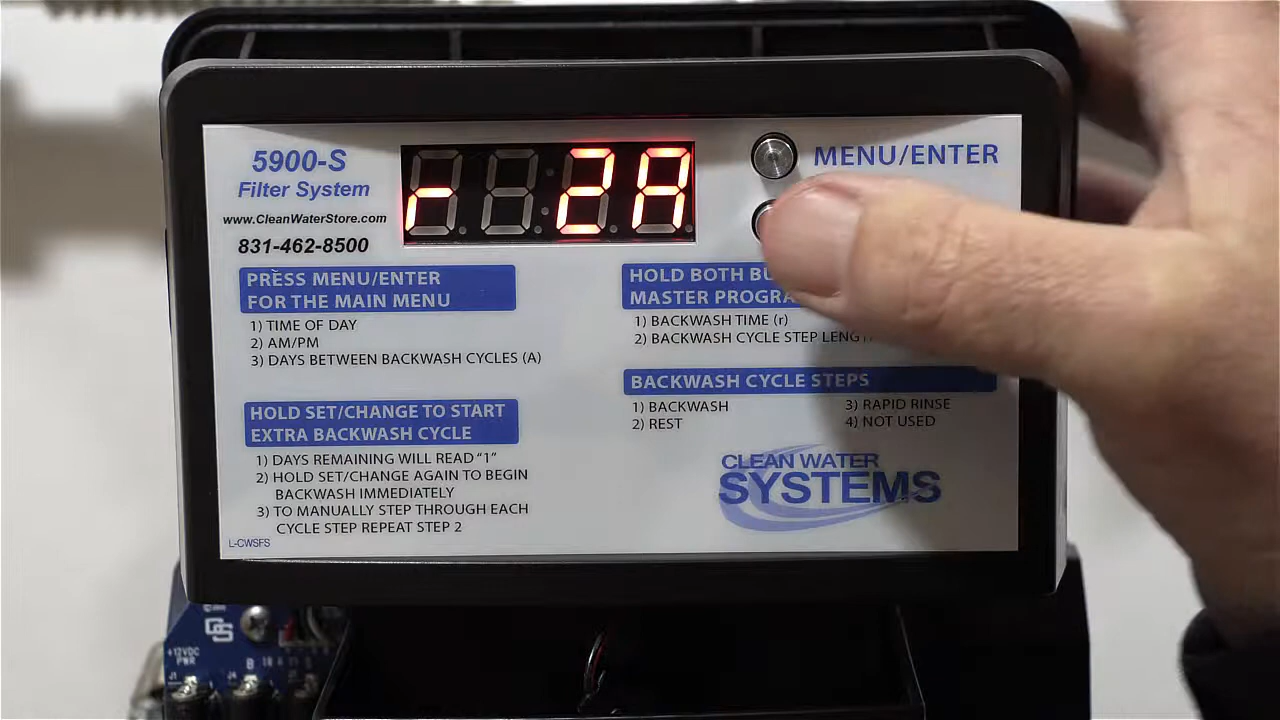 5900-S
Filter System
www.CleanWaterStore.com
831-462-8500
r 2A
MENU/ENTER
PRESS MENU/ENTER
FOR THE MAIN MENU
1) TIME OF DAY
2) AM/PM
3) DAYS BETWEEN BACKWASH CYCLES (A)
HOLD SET/CHANGE TO START
EXTRA BACKWASH CYCLE
1) DAYS REMAINING WILL READ "1"
2) HOLD SET/CHANGE AGAIN TO BEGIN
BACKWASH IMMEDIATELY
3) TO MANUALLY STEP THROUGH EACH
CYCLE STEP REPEAT STEP 2
L-CWSFS
HOLD BOTH BU
MASTER PROGRA
1) BACKWASH TIME (r)
2) BACKWASH CYCLE STEP LENGT
BACKWASH CYCLE STEPS
1) BACKWASH
2) REST
3) RAPID RINSE
4) NOT USED
CLEAN WATER
SYSTEMS
+12VDC
PWR
J1
J4
B